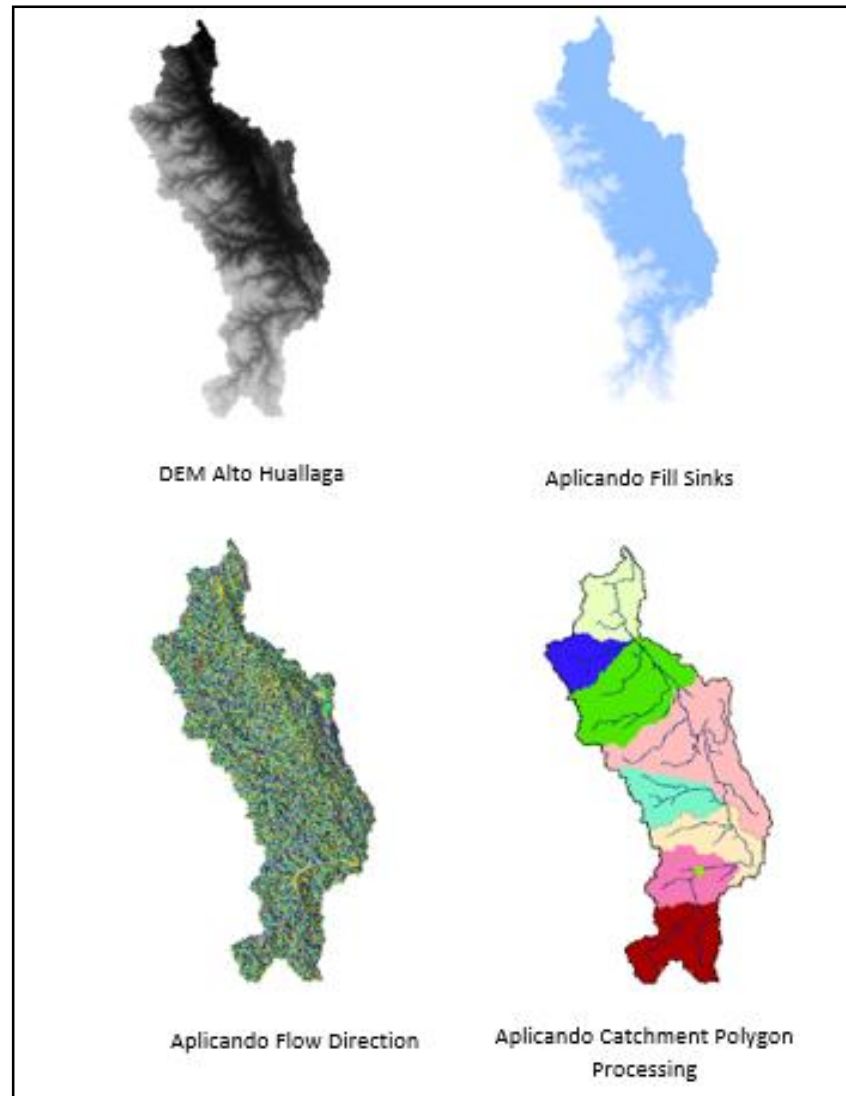 DEM Alto Huallaga
Aplicando Fill Sinks
Aplicando Flow Direction
Aplicando Catchment Polygon
Processing